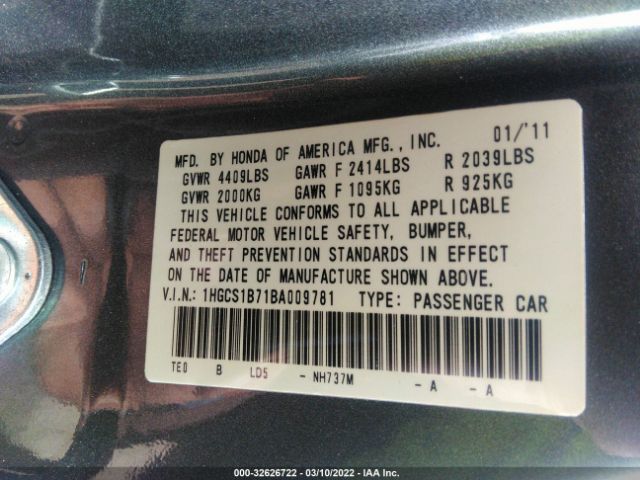 MFD. BY HONDA OF AMERICA MFG., INC. 01/'11
GVWR 4409LBS GAWR F 2414LBS R 2039LBS
GVWR 2000KG GAWR F 1095KG R 925KG
THIS VEHICLE CONFORMS TO ALL APPLICABLE
FEDERAL MOTOR VEHICLE SAFETY, BUMPER,
AND THEFT PREVENTION STANDARDS IN EFFECT
ON THE DATE OF MANUFACTURE SHOWN ABOVE.
V.I.N.: 1HGCS1B71BA009781 TYPE: PASSENGER CAR
TE0 B LD5 - NH737M - A - A
000-32626722 - 03/10/2022 - IAA Inc.